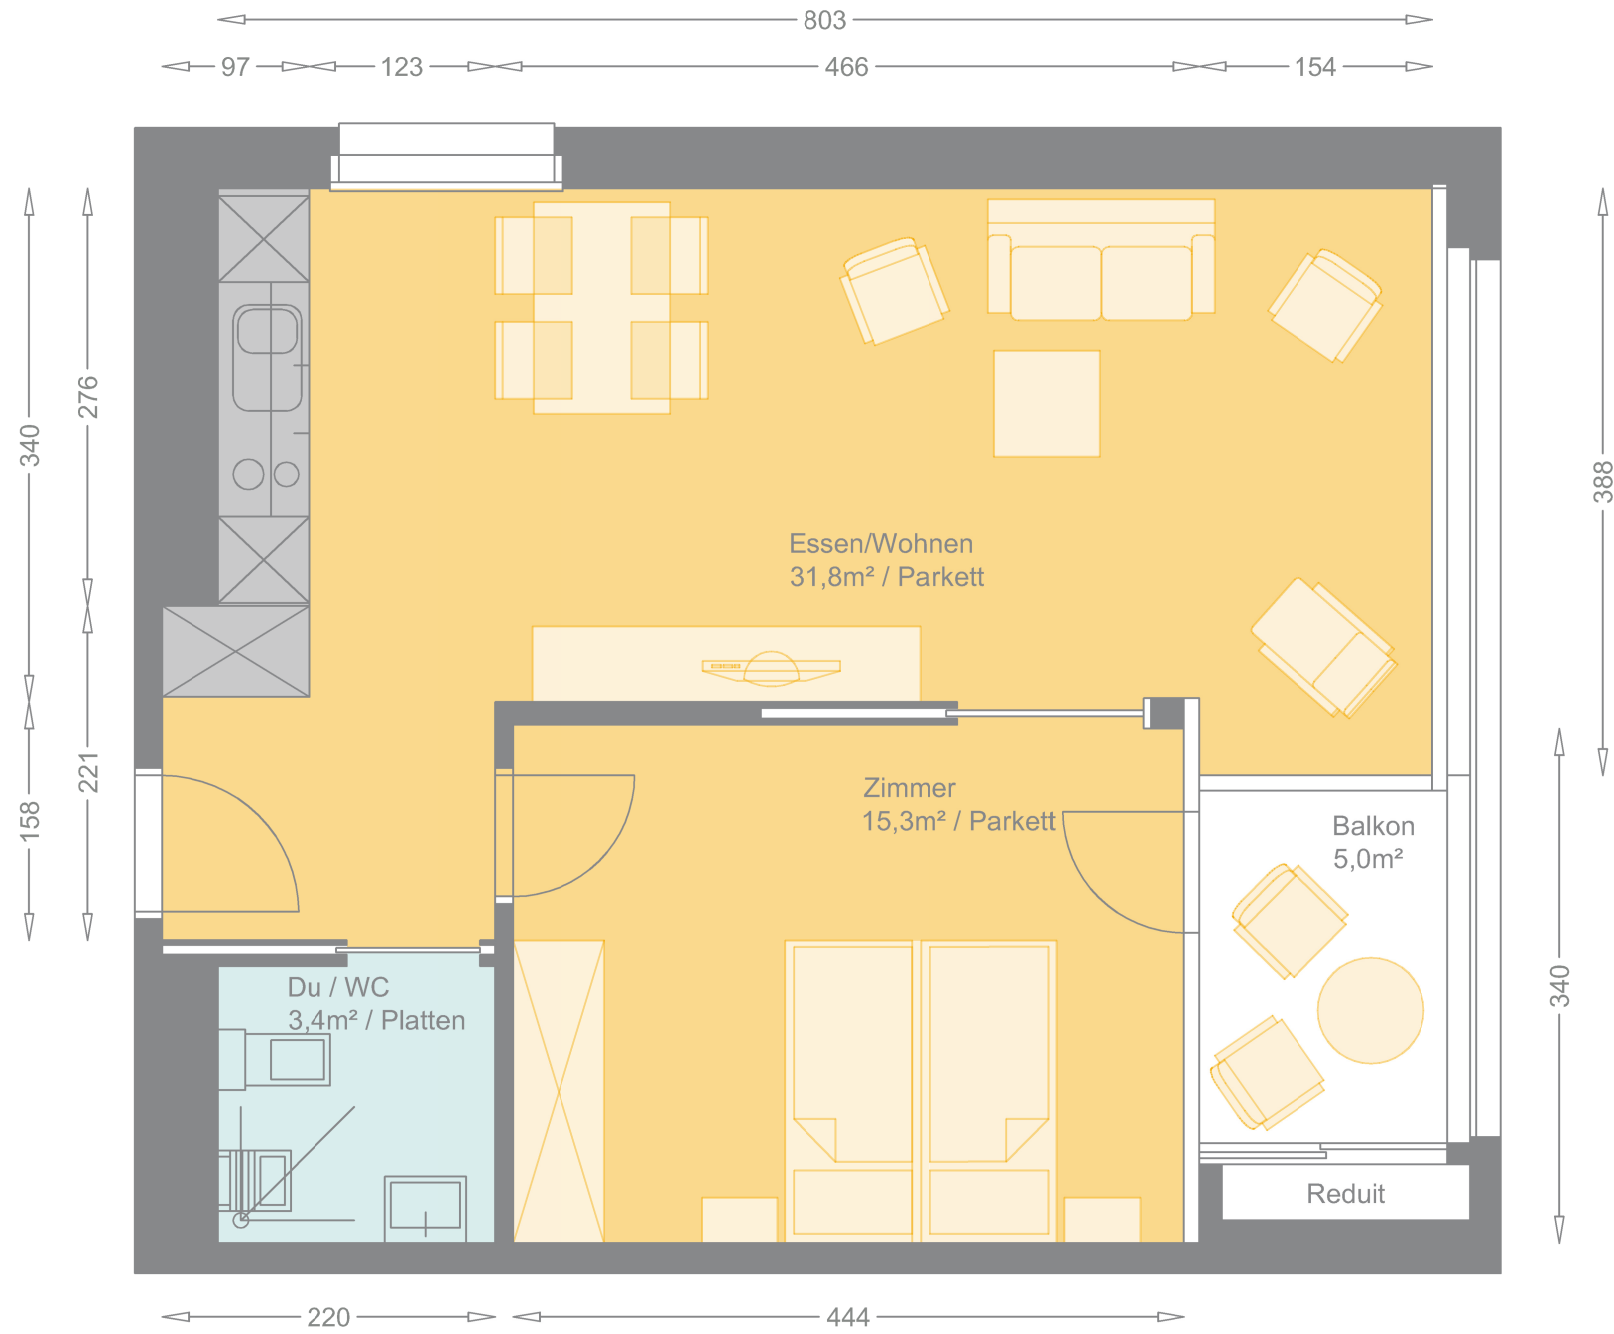 803
97
123
466
154
340
276
221
158
388
340
Essen/Wohnen
31,8m² / Parkett
Zimmer
15,3m² / Parkett
Balkon
5,0m²
Du / WC
3,4m² / Platten
Reduit
220
444